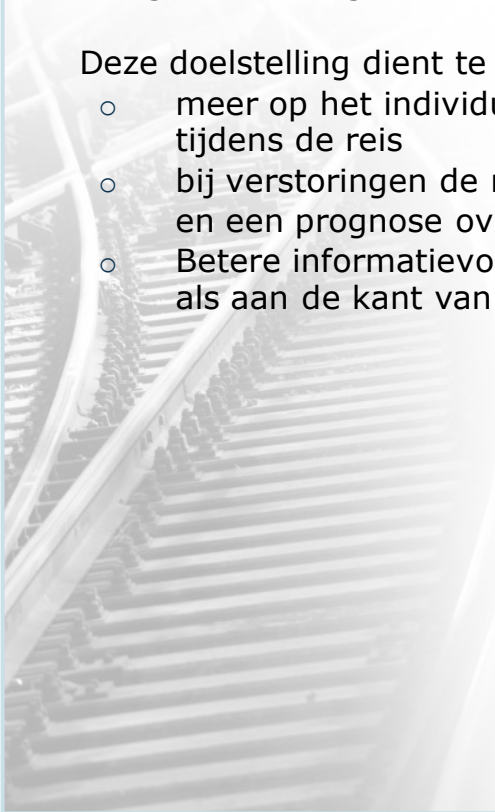 Deze doelstelling dient te
○ meer op het individu
tijdens de reis
○ bij verstoringen de
en een prognose ov
○ Betere informatievo
als aan de kant van